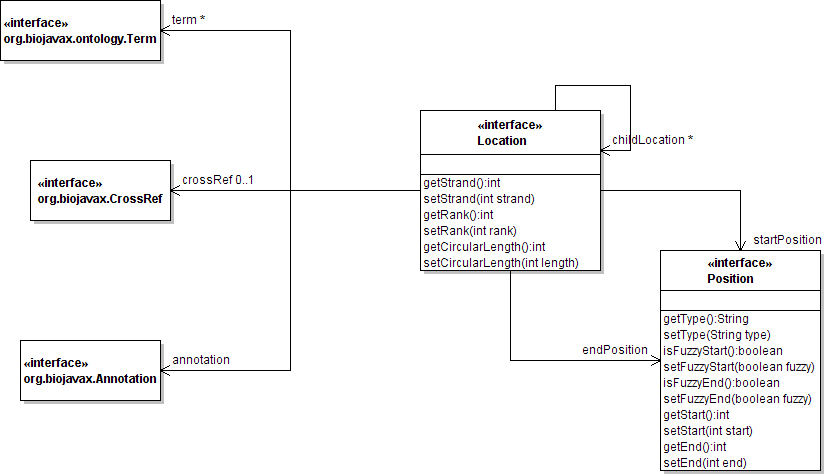 «interface»
org.biojavax.ontology.Term
term *
«interface»
org.biojavax.CrossRef
crossRef 0..1
«interface»
org.biojavax.Annotation
annotation
«interface»
Location
getStrand():int
setStrand(int strand)
getRank():int
setRank(int rank)
getCircularLength():int
setCircularLength(int length)
childLocation *
startPosition
endPosition
«interface»
Position
getType():String
setType(String type)
isFuzzyStart():boolean
setFuzzyStart(boolean fuzzy)
isFuzzyEnd():boolean
setFuzzyEnd(boolean fuzzy)
getStart():int
setStart(int start)
getEnd():int
setEnd(int end)